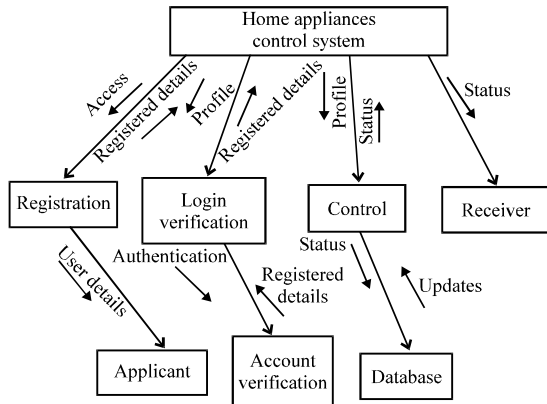 Home appliances
control system
Access
Registered details
Profile
Registered details
Profile
Status
Status
Registration
Login
verification
Control
Receiver
User details
Authentication
Registered
details
Status
Updates
Applicant
Account
verification
Database